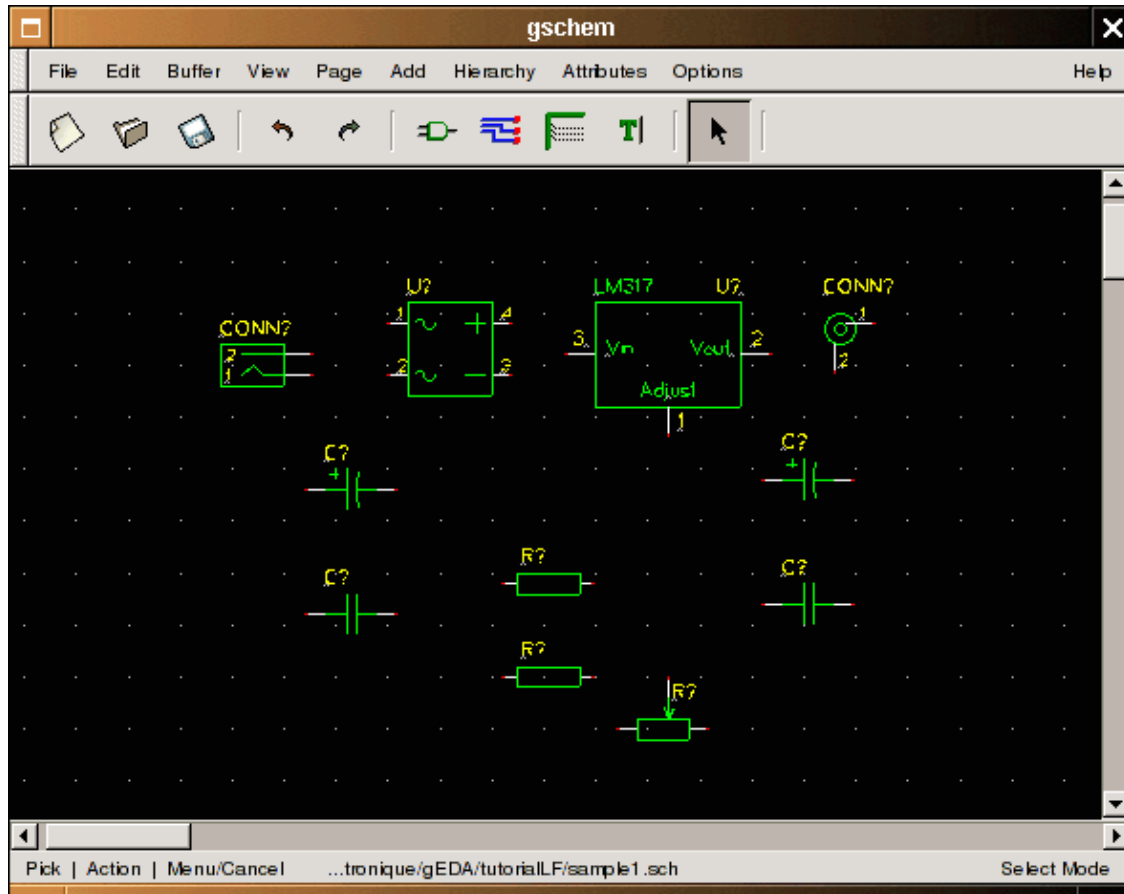 gschem
File Edit Buffer View Page Add Hierarchy Attributes Options Help
T
U? LM317 U? CONN?
1 4 1
CONN? 3 Vin Vout 2
2 2
1 2 3
Adjust
1
C? C?
+ +
R?
C? C?
R?
R?
Pick | Action | Menu/Cancel ...tronique/gEDA/tutorialLF/sample1.sch Select Mode